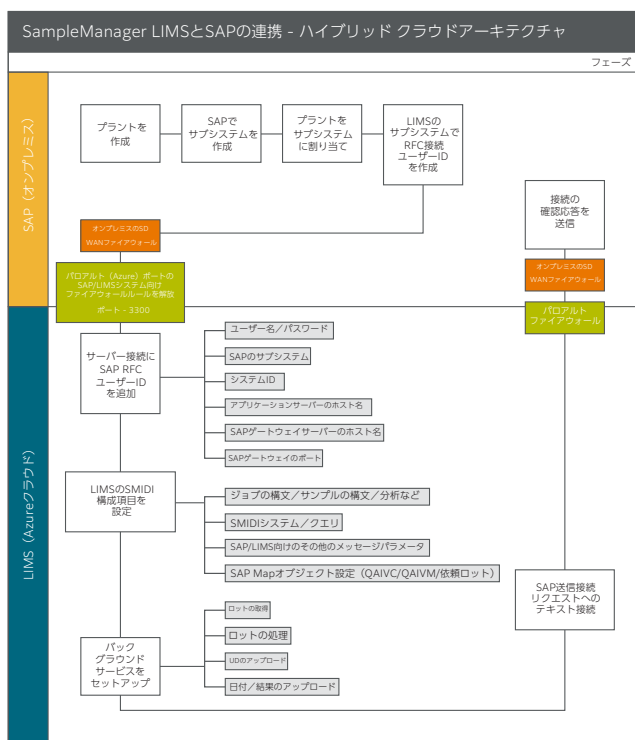 SampleManager LIMSとSAPの連携 - ハイブリッド クラウドアーキテクチャ
フェーズ
SAP（オンプレミス）
プラントを
作成
SAPで
サブシステムを
作成
プラントを
サブシステム
に割り当て
LIMSの
サブシステムで
RFC接続
ユーザーID
を作成
接続の
確認応答を
送信
オンプレミスのSD
WANファイアウォール
オンプレミスのSD
WANファイアウォール
パロアルト（Azure）ポートの
SAP/LIMSシステム向け
ファイアウォールルールを解放
ポート - 3300
パロアルト
ファイアウォール
LIMS（Azureクラウド）
サーバー接続に
SAP RFC
ユーザーID
を追加
ユーザー名／パスワード
SAPのサブシステム
システムID
アプリケーションサーバーのホスト名
SAPゲートウェイサーバーのホスト名
SAPゲートウェイのポート
LIMSのSMIDI
構成項目を
設定
ジョブの構文／サンプルの構文／分析など
SMIDIシステム／クエリ
SAP/LIMS向けのその他のメッセージパラメータ
SAP Mapオブジェクト設定（QAIVC/QAIVM/依頼ロット）
SAP送信接続
リクエストへの
テキスト接続
バック
グラウンド
サービスを
セットアップ
ロットの取得
ロットの処理
UDのアップロード
日付／結果のアップロード